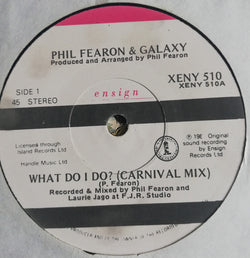 PHIL FEARON & GALAXY
Produced and Arranged by Phil Fearon
ensign
XENY 510
XENY 510A
SIDE 1
45 STEREO
Licensed through
Island Records Ltd
Handle Music Ltd
Original
sound recording
by Ensign
Records Ltd
WHAT DO I DO? (CARNIVAL MIX)
(P. Fearon)
Recorded & Mixed by Phil Fearon and
Laurie Jago at F.J.R. Studio